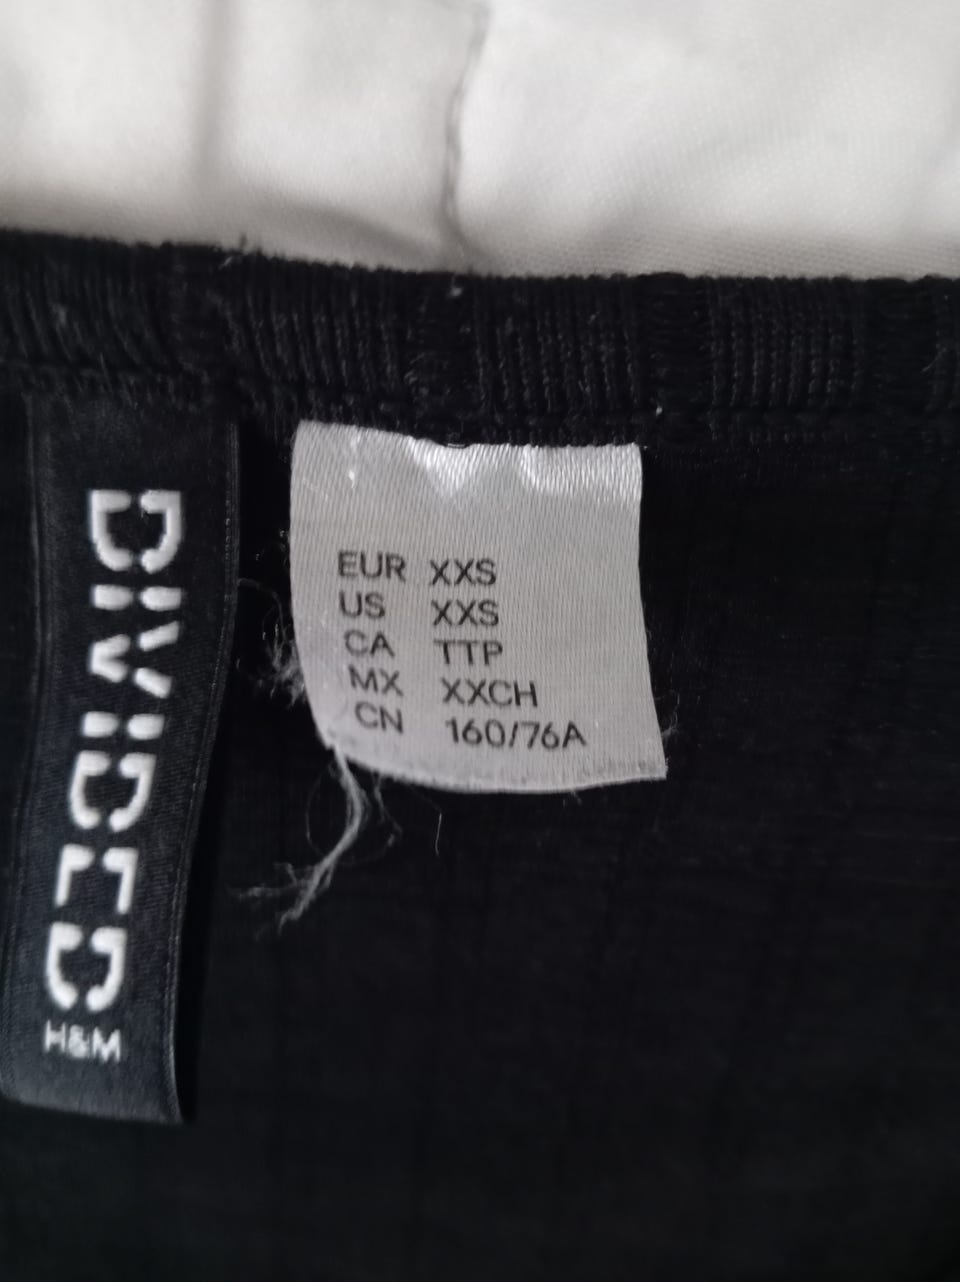 DIVIDED
H&M
EUR XXS
US XXS
CA TTP
MX XXCH
CN 160/76A